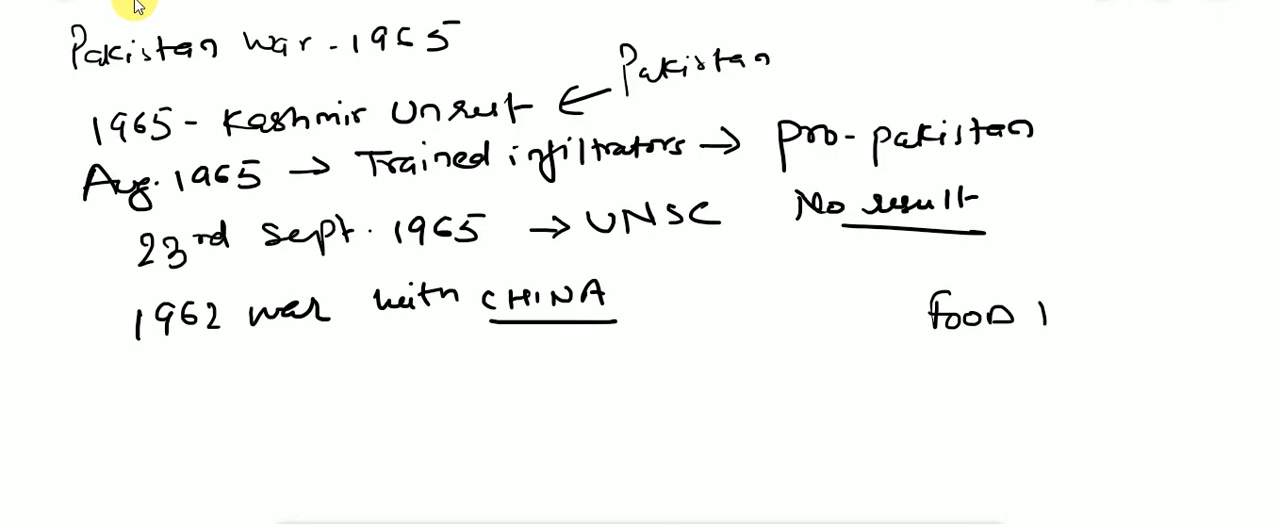 Pakistan war - 1965
Pakistan
1965 - Kashmir Unrest ←
Aug. 1965 → Trained infiltrators → pro-pakistan
23rd Sept. 1965 → UNSC No result
1962 war with CHINA FOOD